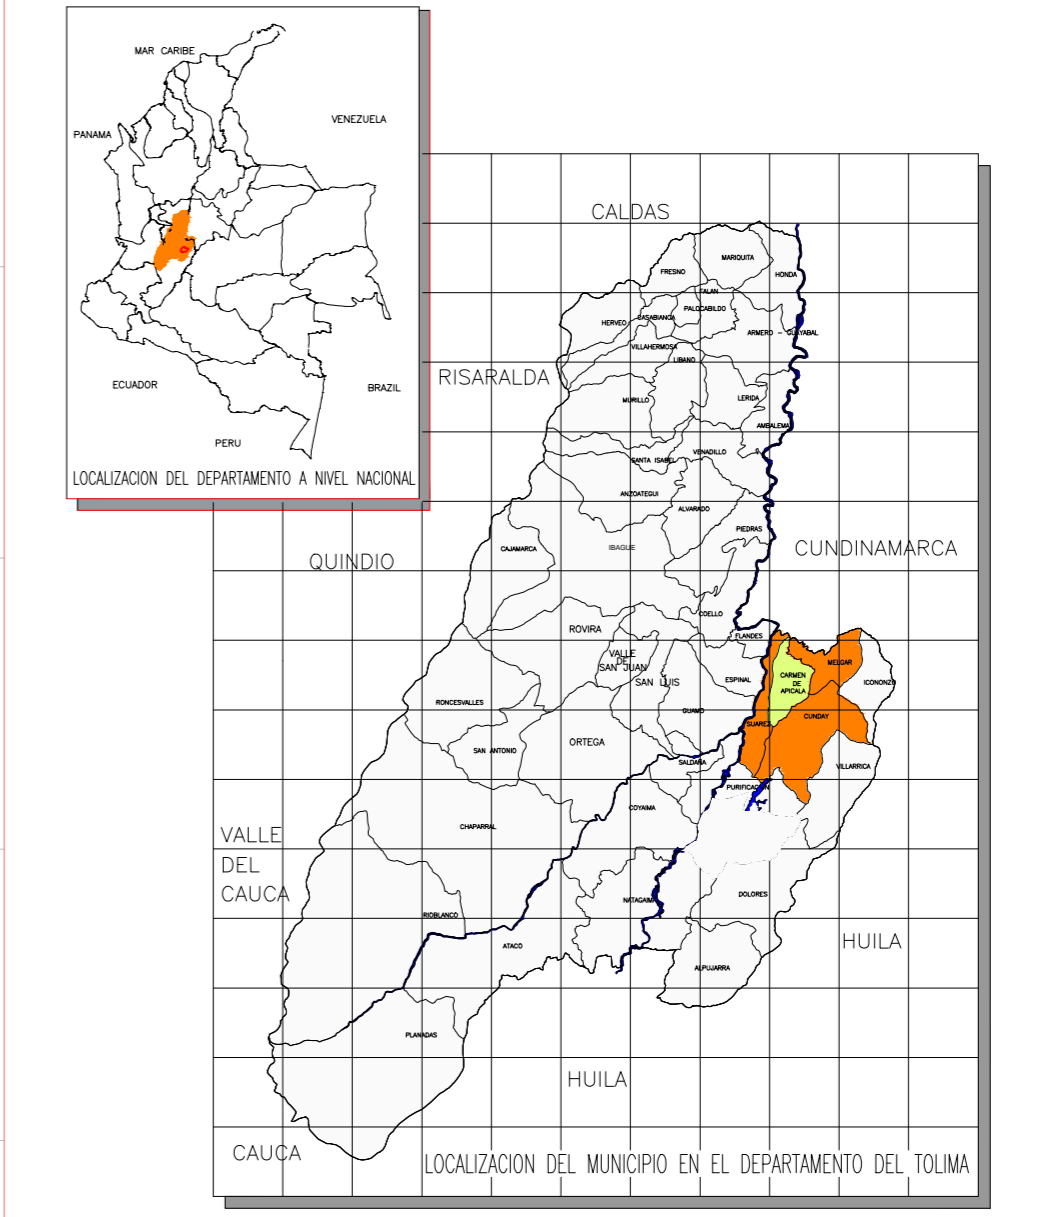 MAR CARIBE
VENEZUELA
PANAMA
ECUADOR
BRAZIL
PERU
LOCALIZACION DEL DEPARTAMENTO A NIVEL NACIONAL
CALDAS
MARIQUITA
FRESNO
HONDA
FALAN
PALOCABILDO
CASABIANCA
HERVEO
ARMERO - GUAYABAL
VILLAHERMOSA
LIBANO
RISARALDA
MURILLO
LERIDA
AMBALEMA
VENADILLO
SANTA ISABEL
ANZOATEGUI
ALVARADO
PIEDRAS
CAJAMARCA
IBAGUE
CUNDINAMARCA
QUINDIO
COELLO
ROVIRA
FLANDES
VALLE
DE
SAN JUAN
MELGAR
CARMEN
DE
APICALA
ESPINAL
ICONONZO
SAN LUIS
RONCESVALLES
GUAMO
SUAREZ
CUNDAY
ORTEGA
SAN ANTONIO
SALDAÑA
VILLARRICA
PURIFICACION
COYAIMA
CHAPARRAL
VALLE
DEL
CAUCA
DOLORES
NATAGAIMA
RIOBLANCO
ATACO
HUILA
ALPUJARRA
PLANADAS
HUILA
CAUCA
LOCALIZACION DEL MUNICIPIO EN EL DEPARTAMENTO DEL TOLIMA